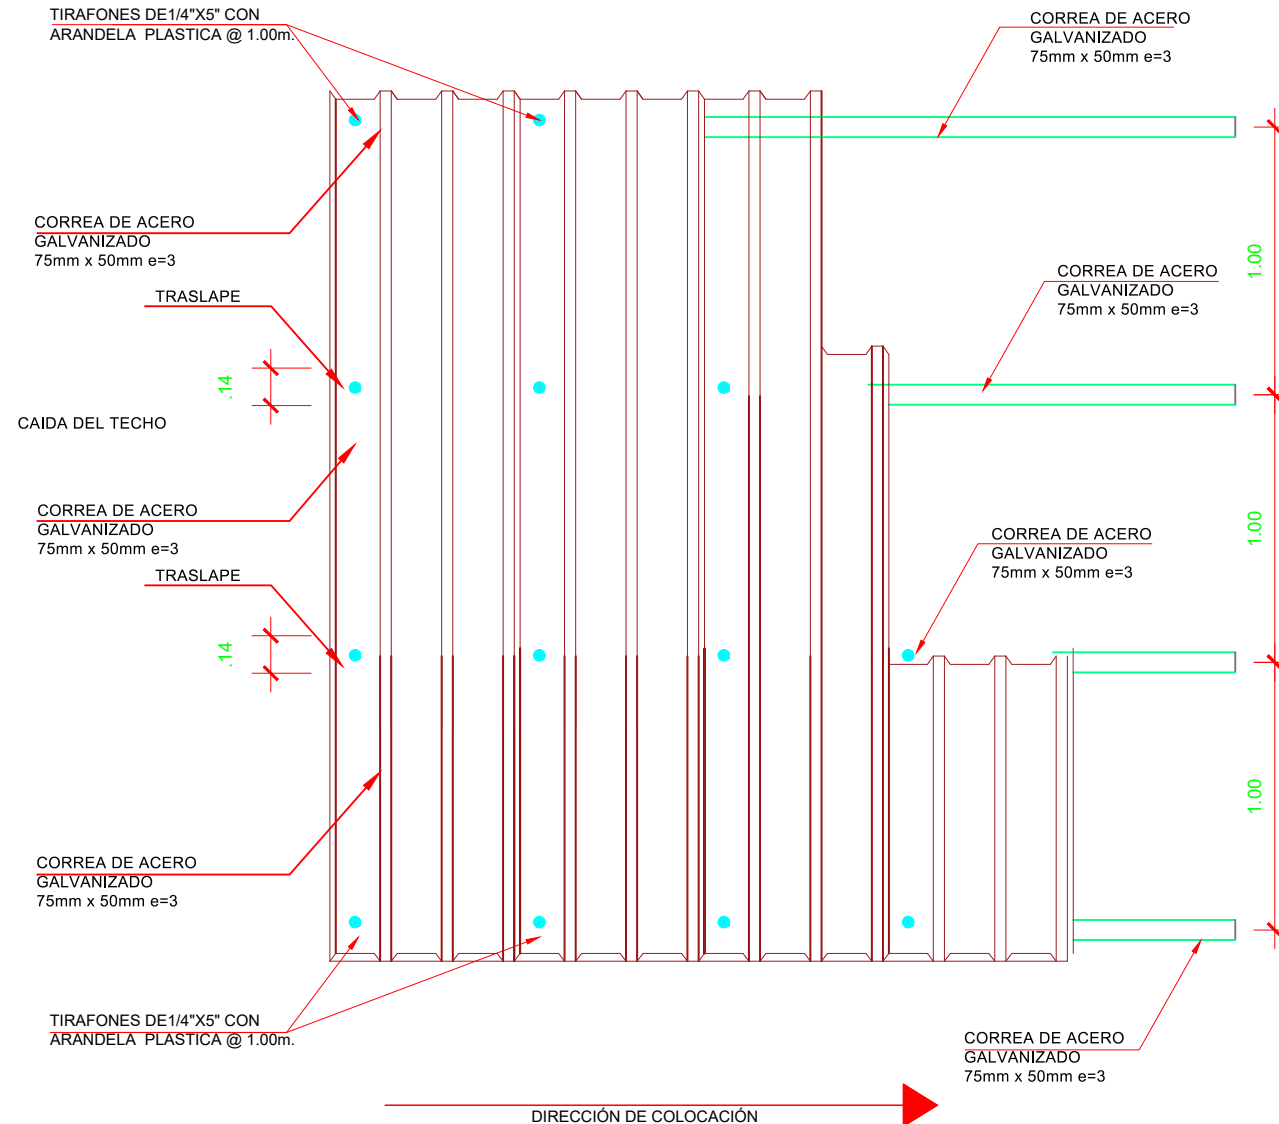 TIRAFONES DE1/4"X5" CON
ARANDELA PLASTICA @ 1.00m.
CORREA DE ACERO
GALVANIZADO
75mm x 50mm e=3
CORREA DE ACERO
GALVANIZADO
75mm x 50mm e=3
1.00
CORREA DE ACERO
GALVANIZADO
75mm x 50mm e=3
TRASLAPE
.14
CAIDA DEL TECHO
CORREA DE ACERO
GALVANIZADO
75mm x 50mm e=3
1.00
CORREA DE ACERO
GALVANIZADO
75mm x 50mm e=3
TRASLAPE
.14
1.00
CORREA DE ACERO
GALVANIZADO
75mm x 50mm e=3
TIRAFONES DE1/4"X5" CON
ARANDELA PLASTICA @ 1.00m.
CORREA DE ACERO
GALVANIZADO
75mm x 50mm e=3
DIRECCIÓN DE COLOCACIÓN